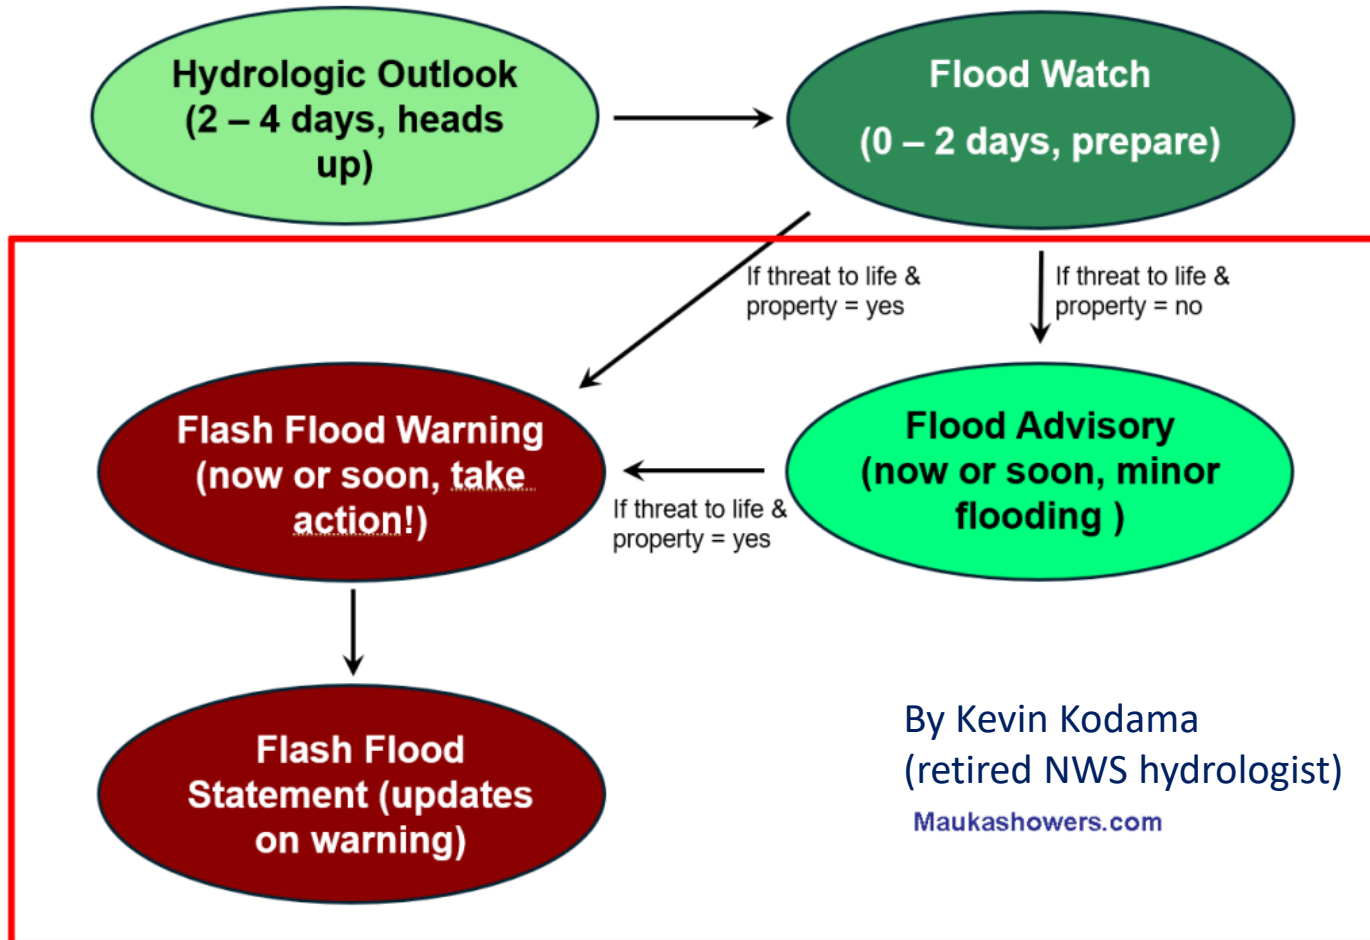 Hydrologic Outlook
(2 – 4 days, heads
up)
Flood Watch
(0 – 2 days, prepare)
If threat to life &
property = yes
If threat to life &
property = no
Flash Flood Warning
(now or soon, take
action!)
If threat to life &
property = yes
Flood Advisory
(now or soon, minor
flooding )
Flash Flood
Statement (updates
on warning)
By Kevin Kodama
(retired NWS hydrologist)
Maukashowers.com